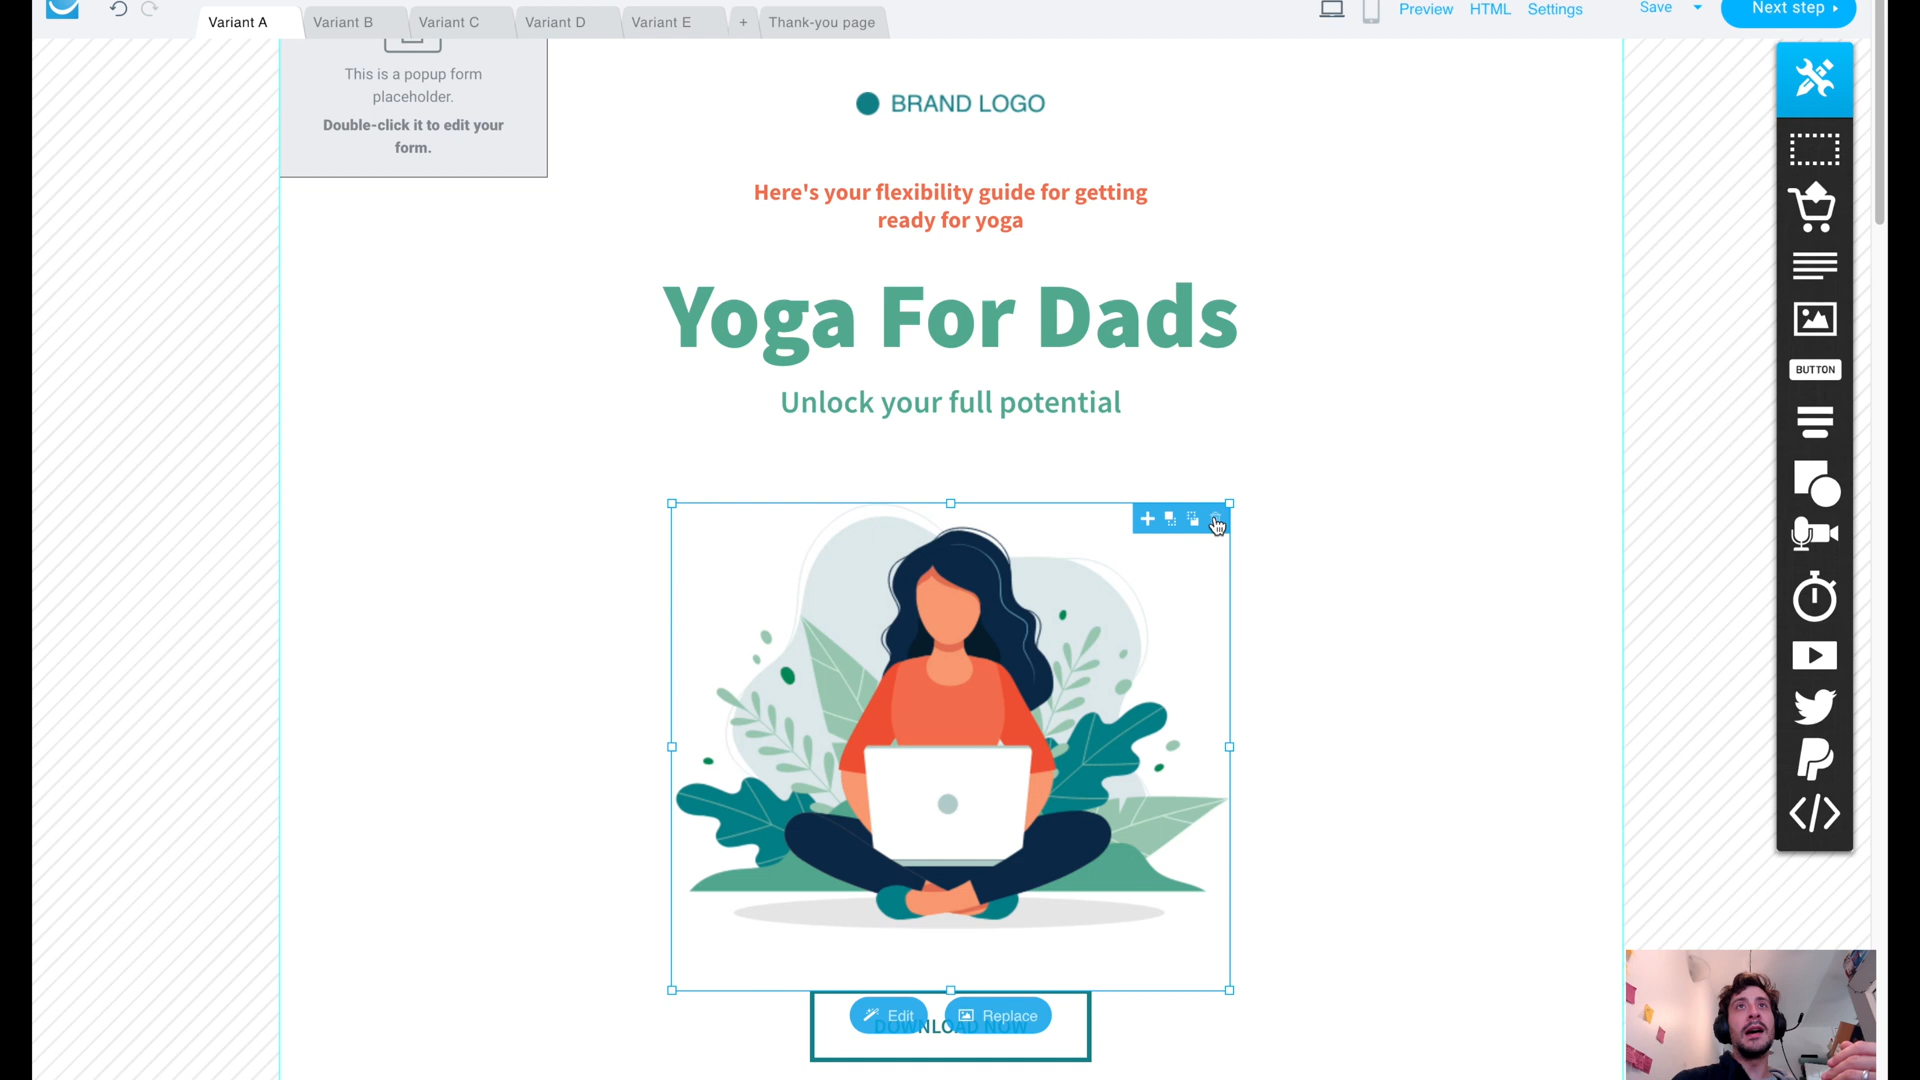 Variant A
Variant B
Variant C
Variant D
Variant E
+
Thank-you page
Preview
HTML
Settings
Save
Next step
This is a popup form
placeholder.
Double-click it to edit your
form.
BRAND LOGO
Here's your flexibility guide for getting
ready for yoga
Yoga For Dads
Unlock your full potential
BUTTON
Edit
Replace
DOWNLOAD NOW